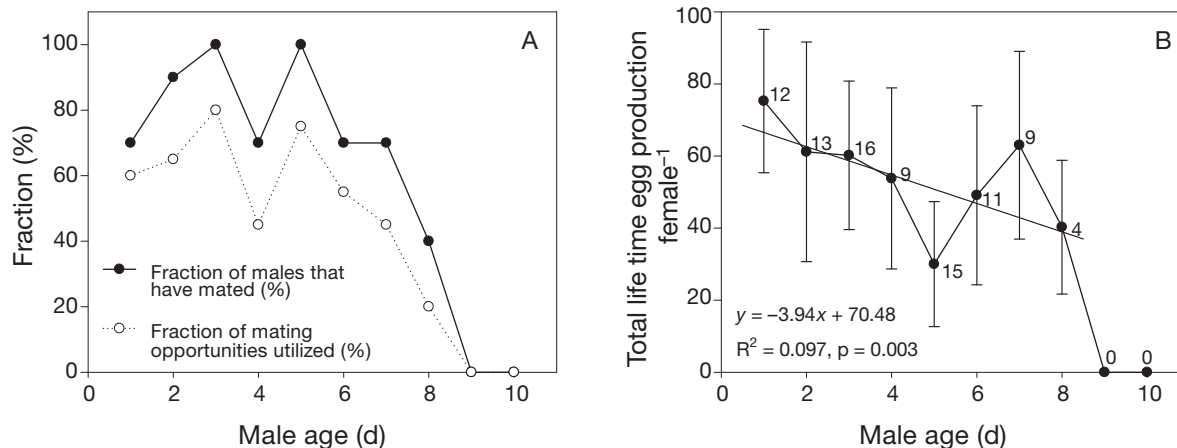 A
100
80
60
40
20
0
Fraction (%)
Fraction of males that
have mated (%)
Fraction of mating
opportunities utilized (%)
0
2
4
6
8
10
Male age (d)
B
100
80
60
40
20
0
Total life time egg production
female⁻¹
12
13
16
9
15
11
9
4
0
0
y = –3.94x + 70.48
R² = 0.097, p = 0.003
0
2
4
6
8
10
Male age (d)